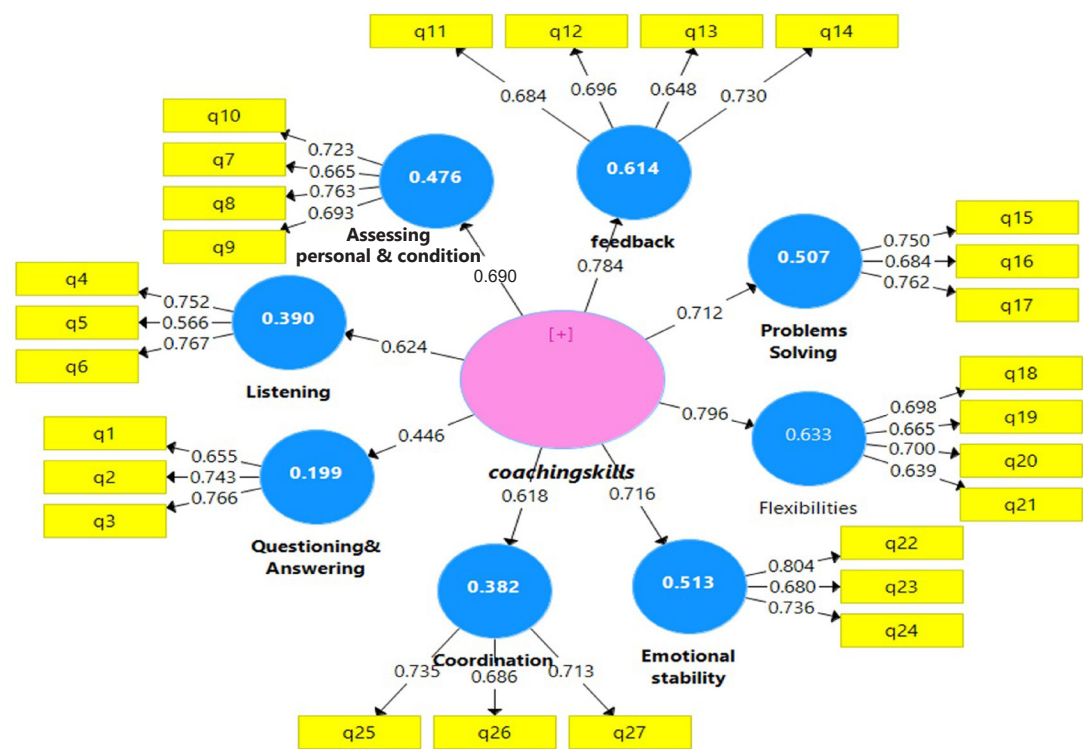 q11
q12
q13
q14
0.684
0.696
0.648
0.730
q10
q7
q8
q9
0.723
0.665
0.763
0.693
0.476
Assessing
personal & condition
0.614
feedback
0.690
0.784
q15
q16
q17
0.750
0.684
0.762
0.507
Problems
Solving
0.712
q4
q5
q6
0.752
0.566
0.767
0.390
Listening
0.624
[+]
coachingskills
q18
q19
q20
q21
0.698
0.665
0.700
0.639
0.633
Flexibilities
0.796
q1
q2
q3
0.655
0.743
0.766
0.199
Questioning&
Answering
0.446
0.618
0.716
0.382
Coordination
0.735
0.686
0.713
q25
q26
q27
0.513
Emotional
stability
0.804
0.680
0.736
q22
q23
q24